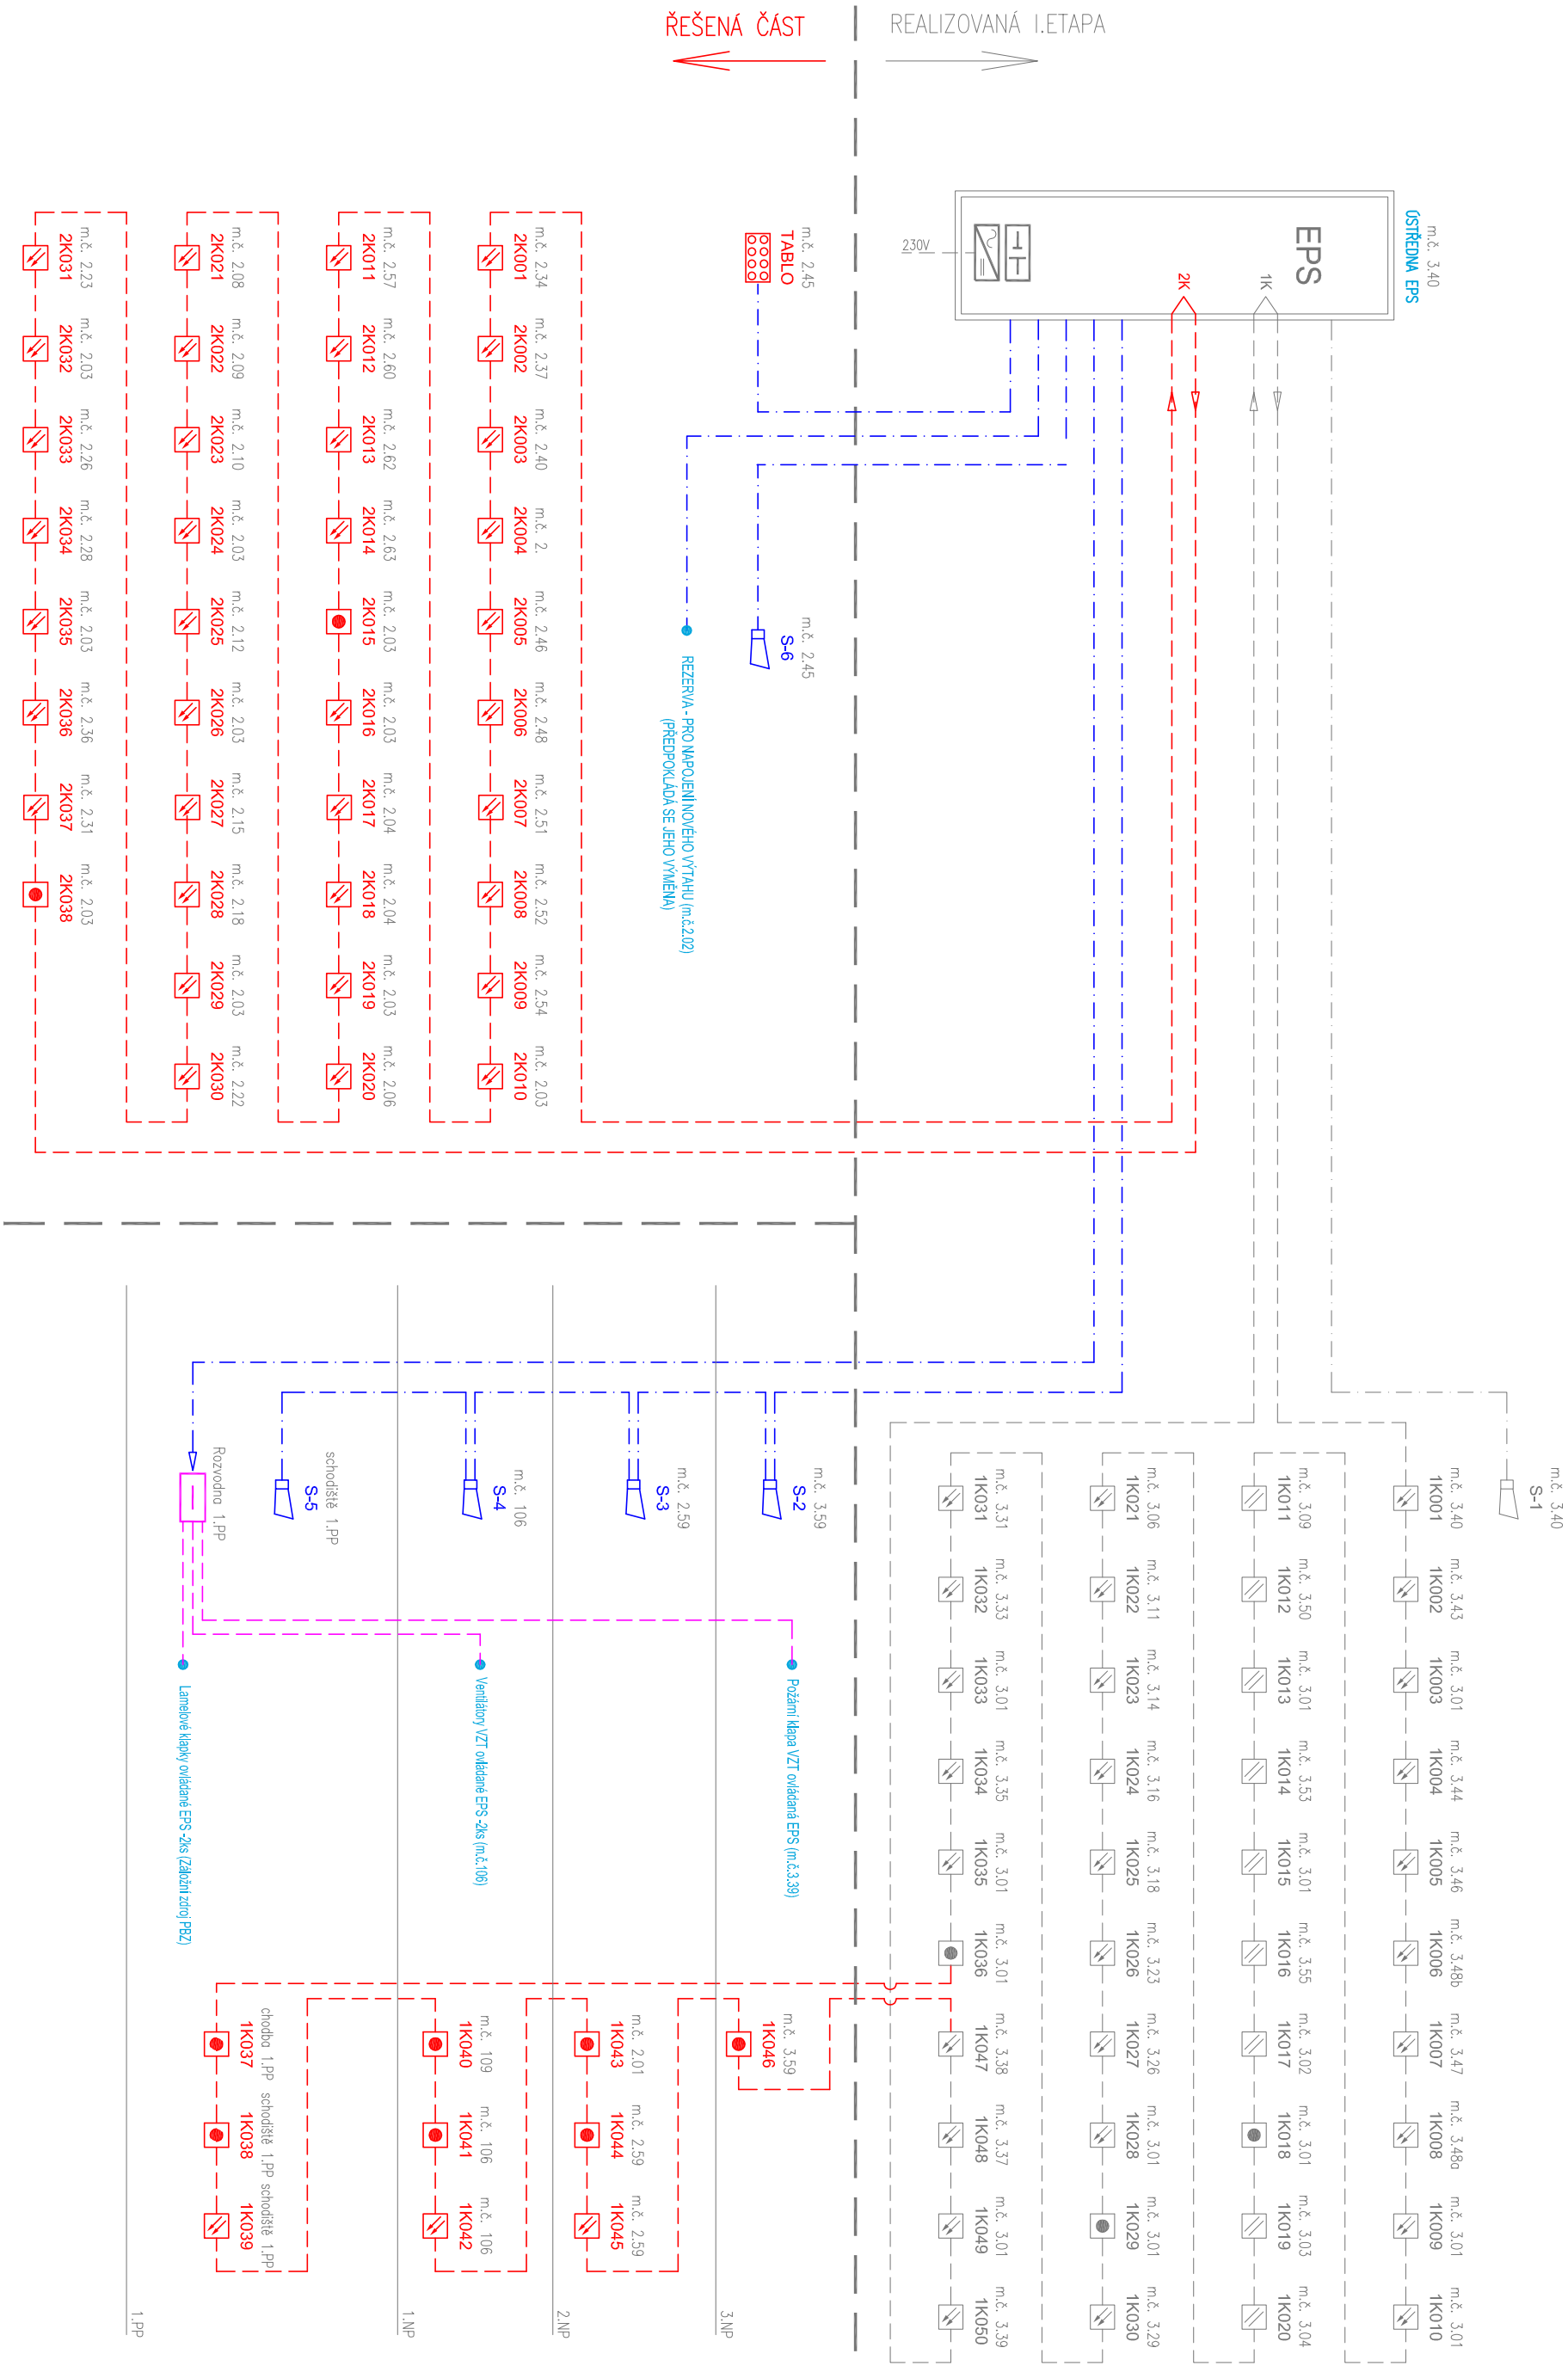 ŘEŠENÁ ČÁST
REALIZOVANÁ I.ETAPA
m.č. 3.40
ÚSTŘEDNA EPS
EPS
1K
2K
230V
m.č. 2.45
TABLO
m.č. 2.45
S-6
REZERVA - PRO NAPOJENÍ NOVÉHO VÝTAHU (m.č.2.02)
(PŘEDPOKLÁDÁ SE JEHO VÝMĚNA)
m.č. 2.34
2K001
m.č. 2.37
2K002
m.č. 2.40
2K003
m.č. 2.
2K004
m.č. 2.46
2K005
m.č. 2.48
2K006
m.č. 2.51
2K007
m.č. 2.52
2K008
m.č. 2.54
2K009
m.č. 2.03
2K010
m.č. 2.57
2K011
m.č. 2.60
2K012
m.č. 2.62
2K013
m.č. 2.63
2K014
m.č. 2.03
2K015
m.č. 2.03
2K016
m.č. 2.04
2K017
m.č. 2.04
2K018
m.č. 2.03
2K019
m.č. 2.06
2K020
m.č. 2.08
2K021
m.č. 2.09
2K022
m.č. 2.10
2K023
m.č. 2.03
2K024
m.č. 2.12
2K025
m.č. 2.03
2K026
m.č. 2.15
2K027
m.č. 2.18
2K028
m.č. 2.03
2K029
m.č. 2.22
2K030
m.č. 2.23
2K031
m.č. 2.03
2K032
m.č. 2.26
2K033
m.č. 2.28
2K034
m.č. 2.03
2K035
m.č. 2.36
2K036
m.č. 2.31
2K037
m.č. 2.03
2K038
m.č. 3.40
S-1
m.č. 3.40
1K001
m.č. 3.43
1K002
m.č. 3.01
1K003
m.č. 3.44
1K004
m.č. 3.46
1K005
m.č. 3.48b
1K006
m.č. 3.47
1K007
m.č. 3.48a
1K008
m.č. 3.01
1K009
m.č. 3.01
1K010
m.č. 3.09
1K011
m.č. 3.50
1K012
m.č. 3.01
1K013
m.č. 3.53
1K014
m.č. 3.01
1K015
m.č. 3.55
1K016
m.č. 3.02
1K017
m.č. 3.01
1K018
m.č. 3.03
1K019
m.č. 3.04
1K020
m.č. 3.06
1K021
m.č. 3.11
1K022
m.č. 3.14
1K023
m.č. 3.16
1K024
m.č. 3.18
1K025
m.č. 3.23
1K026
m.č. 3.26
1K027
m.č. 3.01
1K028
m.č. 3.01
1K029
m.č. 3.29
1K030
m.č. 3.31
1K031
m.č. 3.33
1K032
m.č. 3.01
1K033
m.č. 3.35
1K034
m.č. 3.01
1K035
m.č. 3.01
1K036
m.č. 3.38
1K047
m.č. 3.37
1K048
m.č. 3.01
1K049
m.č. 3.39
1K050
m.č. 3.59
S-2
Požární klapa VZT ovládaná EPS (m.č.3.39)
m.č. 3.59
1K046
3.NP
m.č. 2.59
S-3
m.č. 2.01
1K043
m.č. 2.59
1K044
m.č. 2.59
1K045
2.NP
m.č. 106
S-4
Ventilátory VZT ovládané EPS -2ks (m.č.106)
m.č. 109
1K040
m.č. 106
1K041
m.č. 106
1K042
1.NP
schodiště 1.PP
S-5
Rozvodna 1.PP
Lamelové klapky ovládané EPS -2ks (Záložní zdroj PBZ)
chodba 1.PP
1K037
schodiště 1.PP
1K038
schodiště 1.PP
1K039
1.PP